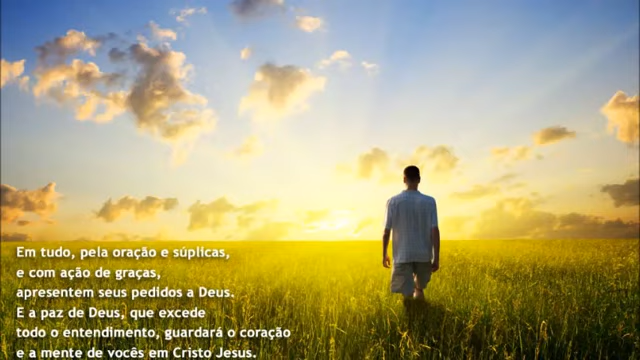 Em tudo, pela oração e súplicas,
e com ação de graças,
apresentem seus pedidos a Deus.
E a paz de Deus, que excede
todo o entendimento, guardará o coração
e a mente de vocês em Cristo Jesus.